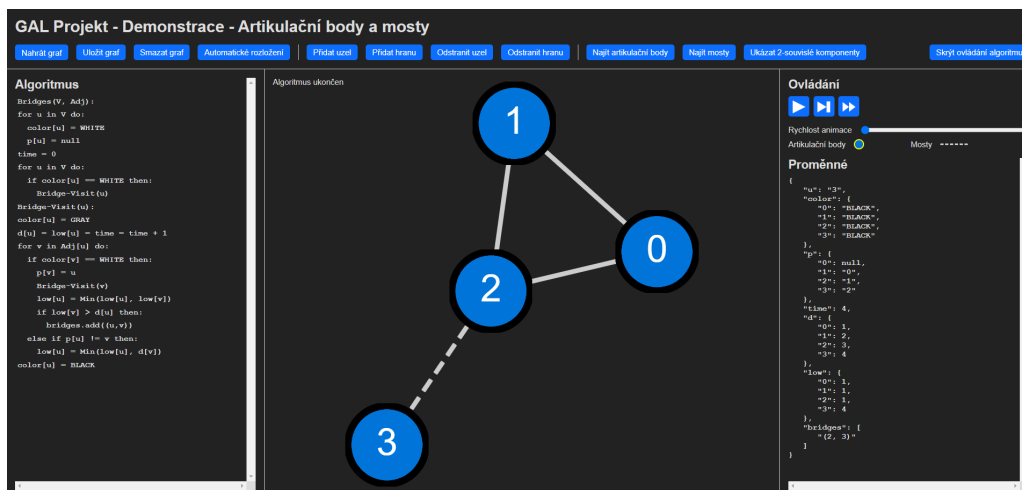 GAL Projekt - Demonstrace - Artikulační body a mosty
Nahrát graf Uložit graf Smazat graf Automatické rozložení Přidat uzel Přidat hranu Odstranit uzel Odstranit hranu Najít artikulační body Najít mosty Ukázat 2-souvislé komponenty Skrýt ovládání algoritmu
Algoritmus
Bridges(V, Adj):
for u in V do:
color[u] = WHITE
p[u] = null
time = 0
for u in V do:
if color[u] == WHITE then:
Bridge-Visit(u)
Bridge-Visit(u):
color[u] = GRAY
d[u] = low[u] = time = time + 1
for v in Adj[u] do:
if color[v] == WHITE then:
p[v] = u
Bridge-Visit(v)
low[u] = Min(low[u], low[v])
if low[v] > d[u] then:
bridges.add((u,v))
else if p[u] != v then:
low[u] = Min(low[u], d[v])
color[u] = BLACK
Algoritmus ukončen
1
0
2
3
Ovládání
Rychlost animace
Artikulační body Mosty
Proměnné
{
"u": "3",
"color": {
"0": "BLACK",
"1": "BLACK",
"2": "BLACK",
"3": "BLACK"
},
"p": {
"0": null,
"1": "0",
"2": "1",
"3": "2"
},
"time": 4,
"d": {
"0": 1,
"1": 2,
"2": 3,
"3": 4
},
"low": {
"0": 1,
"1": 1,
"2": 1,
"3": 4
},
"bridges": [
"(2, 3)"
]
}